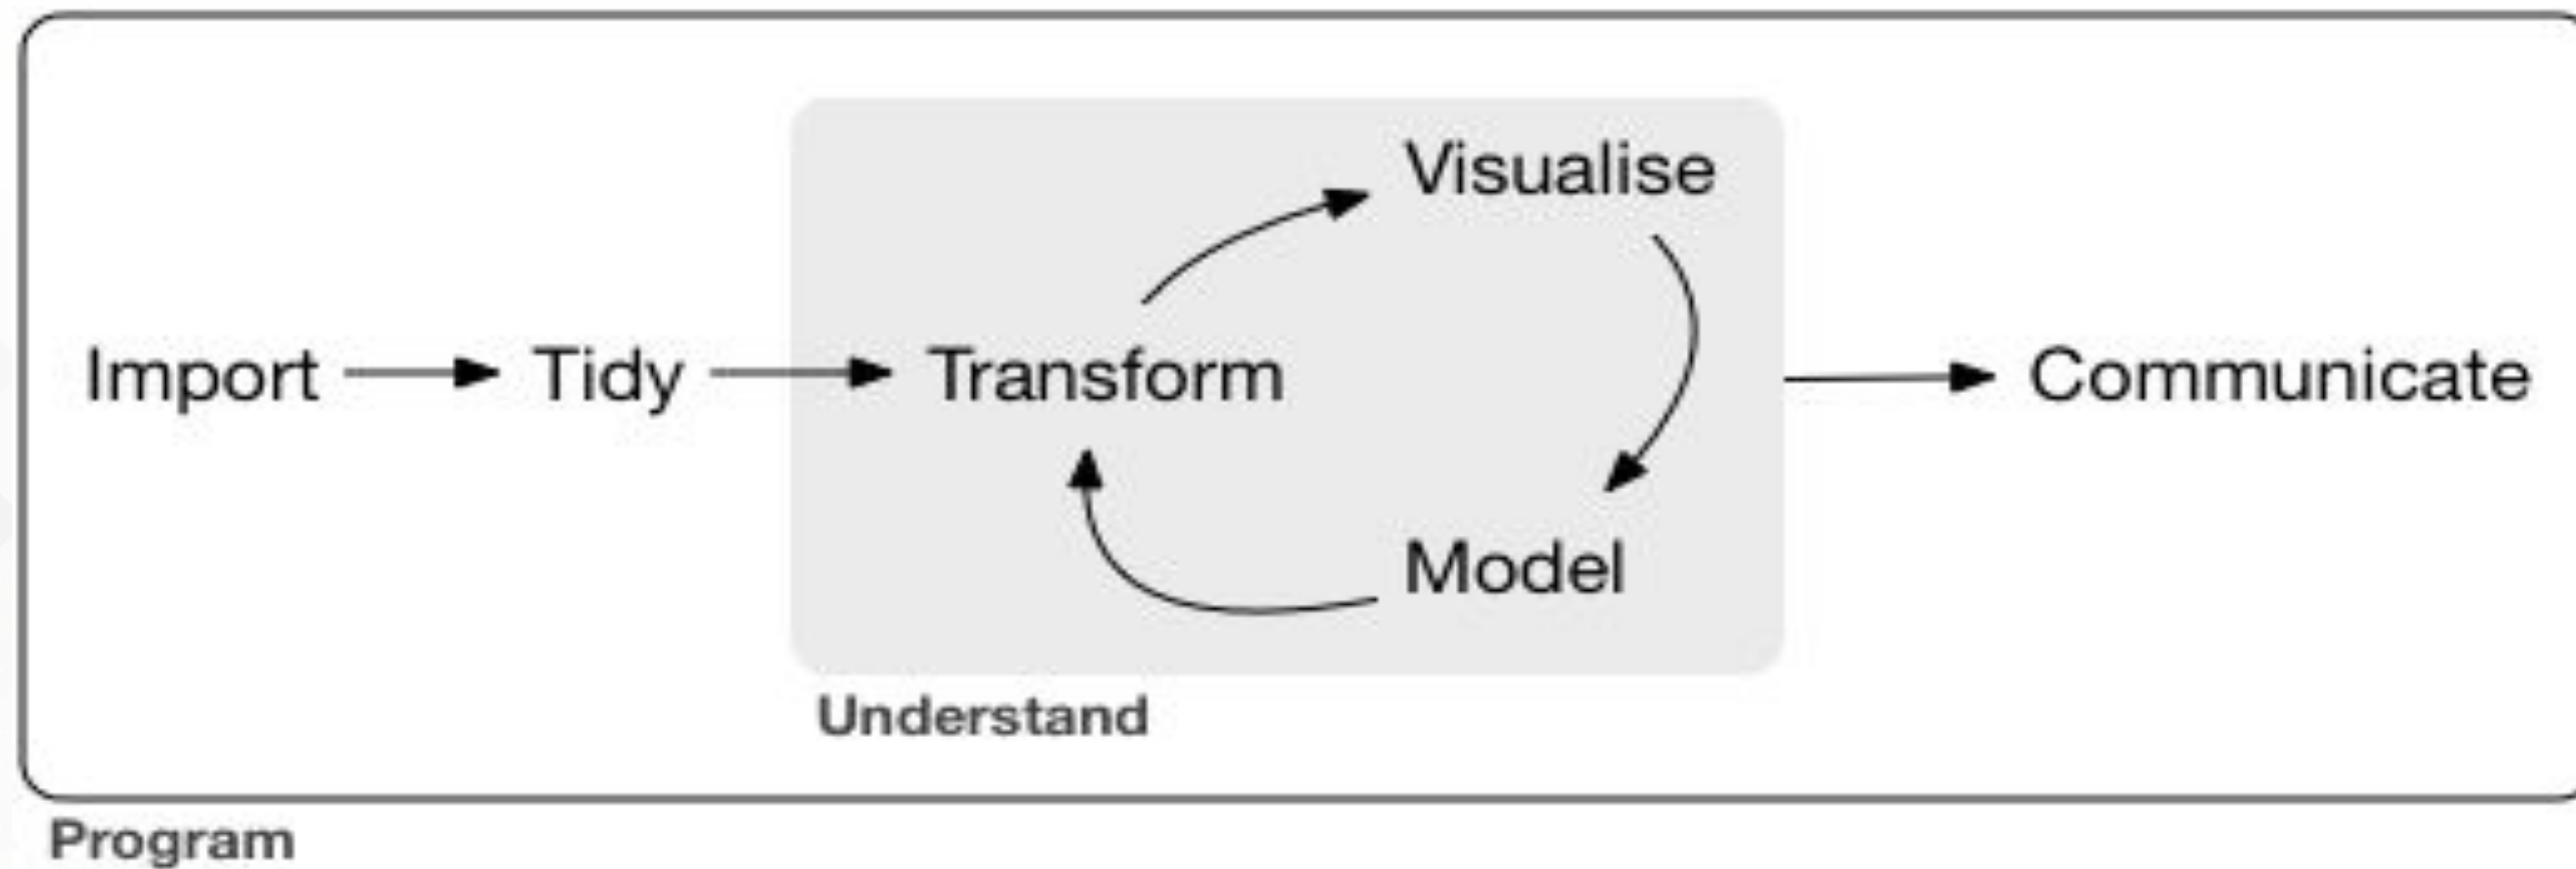 Visualise
Import
Tidy
Transform
Communicate
Model
Understand
Program